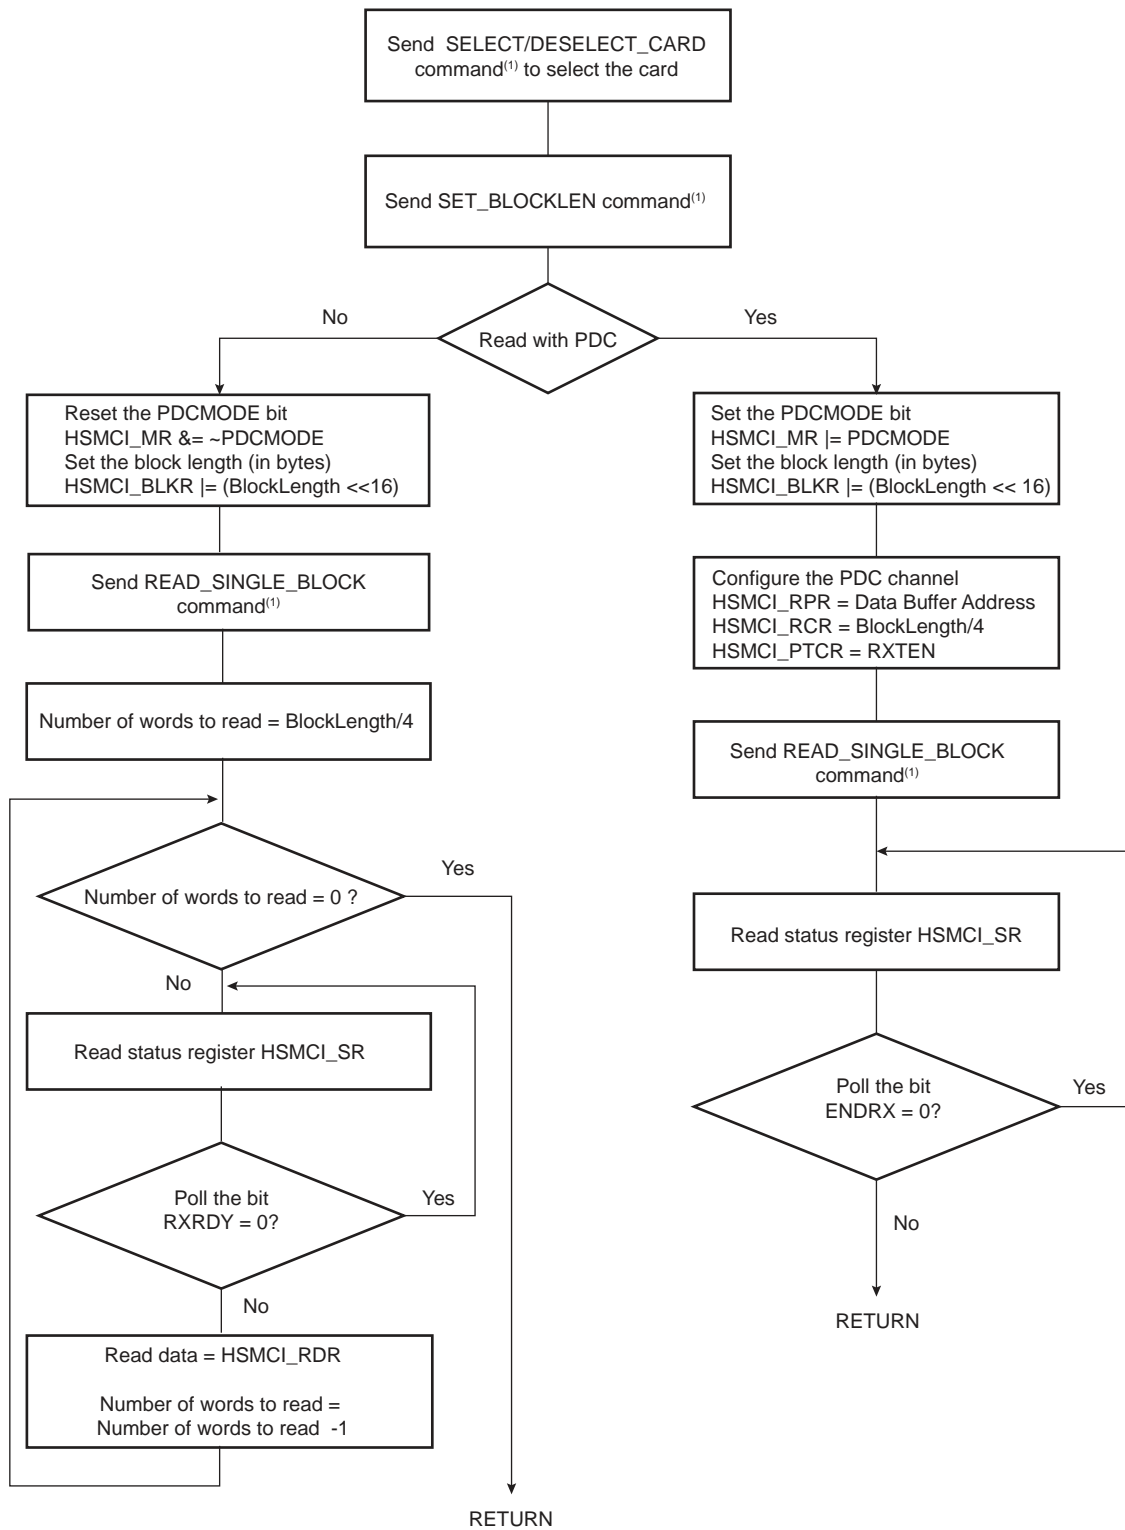 Send SELECT/DESELECT_CARD
command(1) to select the card
Send SET_BLOCKLEN command(1)
Read with PDC
No
Yes
Reset the PDCMODE bit
HSMCI_MR &= ~PDCMODE
Set the block length (in bytes)
HSMCI_BLKR |= (BlockLength <<16)
Send READ_SINGLE_BLOCK
command(1)
Number of words to read = BlockLength/4
Number of words to read = 0 ?
Yes
No
Read status register HSMCI_SR
Poll the bit
RXRDY = 0?
Yes
No
Read data = HSMCI_RDR
Number of words to read =
Number of words to read -1
RETURN
Set the PDCMODE bit
HSMCI_MR |= PDCMODE
Set the block length (in bytes)
HSMCI_BLKR |= (BlockLength << 16)
Configure the PDC channel
HSMCI_RPR = Data Buffer Address
HSMCI_RCR = BlockLength/4
HSMCI_PTCR = RXTEN
Send READ_SINGLE_BLOCK
command(1)
Read status register HSMCI_SR
Poll the bit
ENDRX = 0?
Yes
No
RETURN